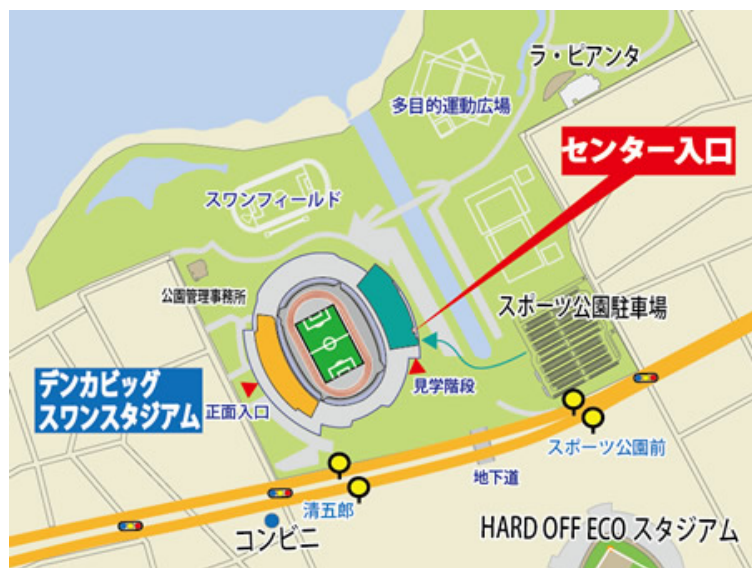 ラ・ビアンタ
多目的運動広場
センター入口
スワンフィールド
公園管理事務所
スポーツ公園駐車場
デンカビッグ
スワンスタジアム
正面入口
見学階段
スポーツ公園前
地下道
清五郎
コンビニ
HARD OFF ECO スタジアム